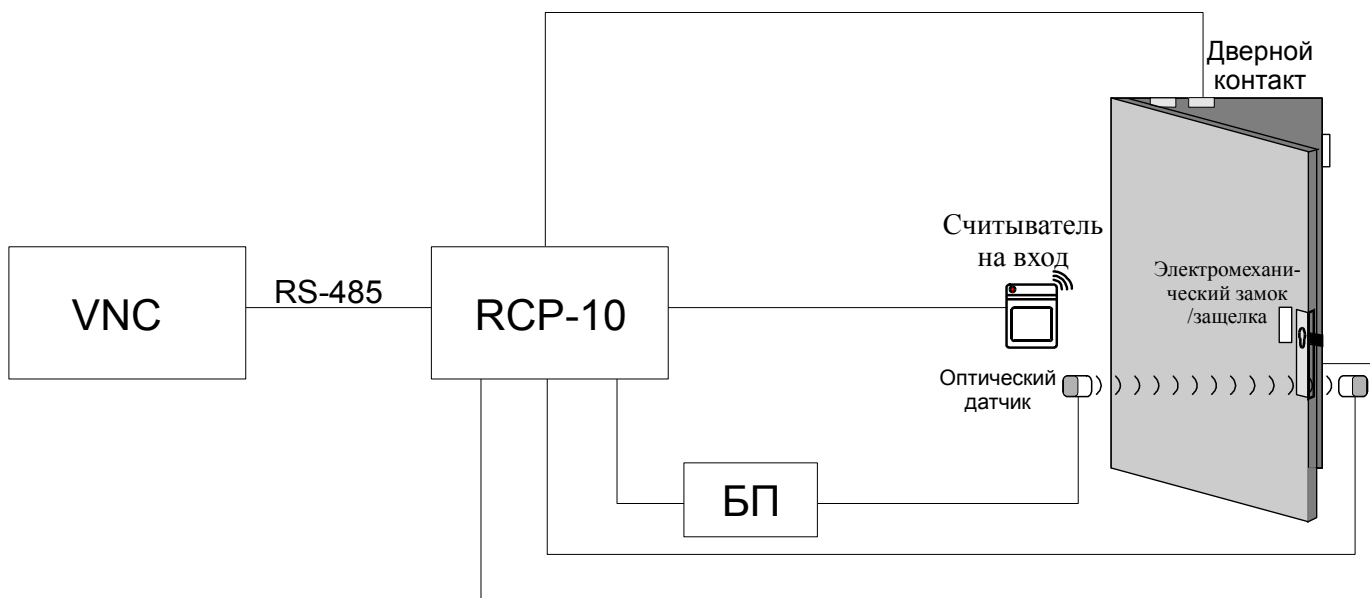 Дверной
контакт
Считыватель
на вход
Электромехани-
ческий замок
/защелка
VNC
RS-485
RCP-10
Оптический
датчик
БП